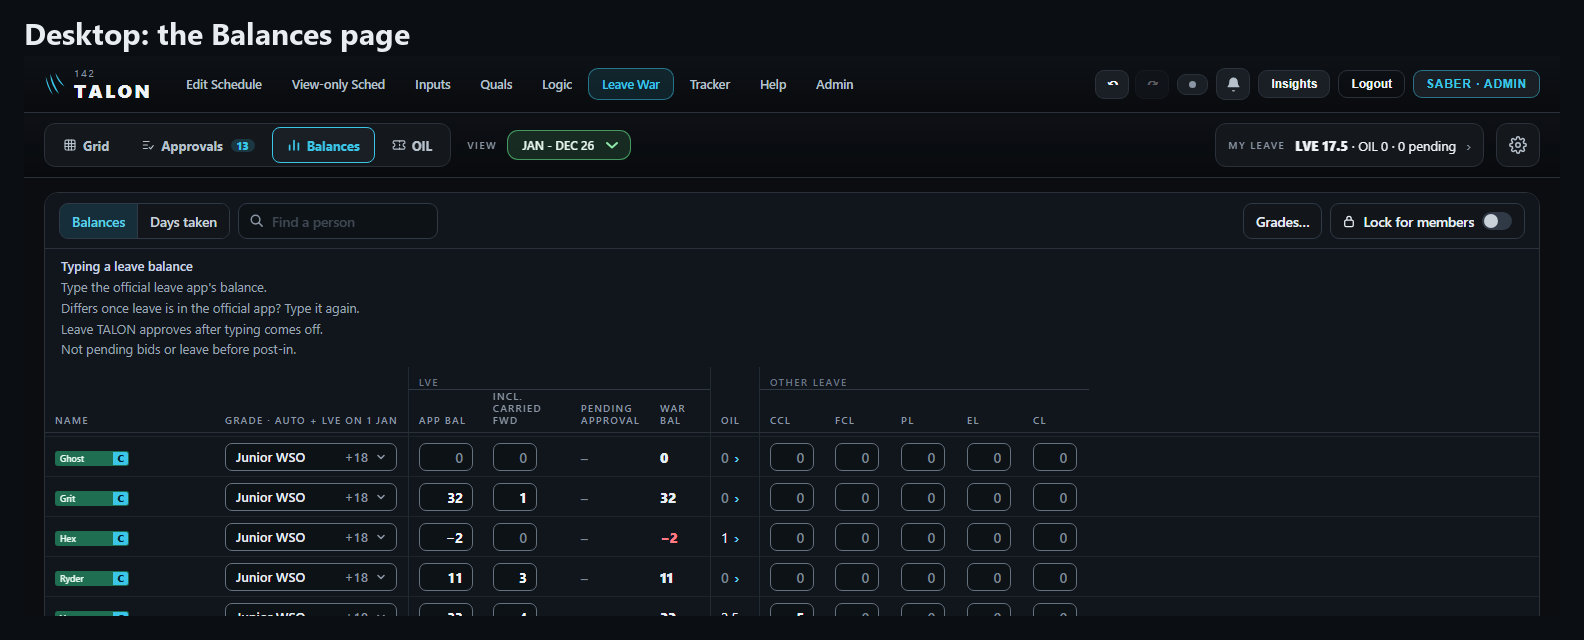 Desktop: the Balances page
142
TALON
Edit Schedule View-only Sched Inputs Quals Logic Leave War Tracker Help Admin Insights Logout SABER · ADMIN
Grid Approvals 13 Balances OIL VIEW JAN - DEC 26 MY LEAVE LVE 17.5 · OIL 0 · 0 pending ›
Balances Days taken Find a person Grades... Lock for members
Typing a leave balance
Type the official leave app's balance.
Differs once leave is in the official app? Type it again.
Leave TALON approves after typing comes off.
Not pending bids or leave before post-in.
LVE OTHER LEAVE
NAME GRADE · AUTO + LVE ON 1 JAN APP BAL INCL. CARRIED FWD PENDING APPROVAL WAR BAL OIL CCL FCL PL EL CL
Ghost C Junior WSO +18 0 0 – 0 0 › 0 0 0 0 0
Grit C Junior WSO +18 32 1 – 32 0 › 0 0 0 0 0
Hex C Junior WSO +18 −2 0 – −2 1 › 0 0 0 0 0
Ryder C Junior WSO +18 11 3 – 11 0 › 0 0 0 0 0